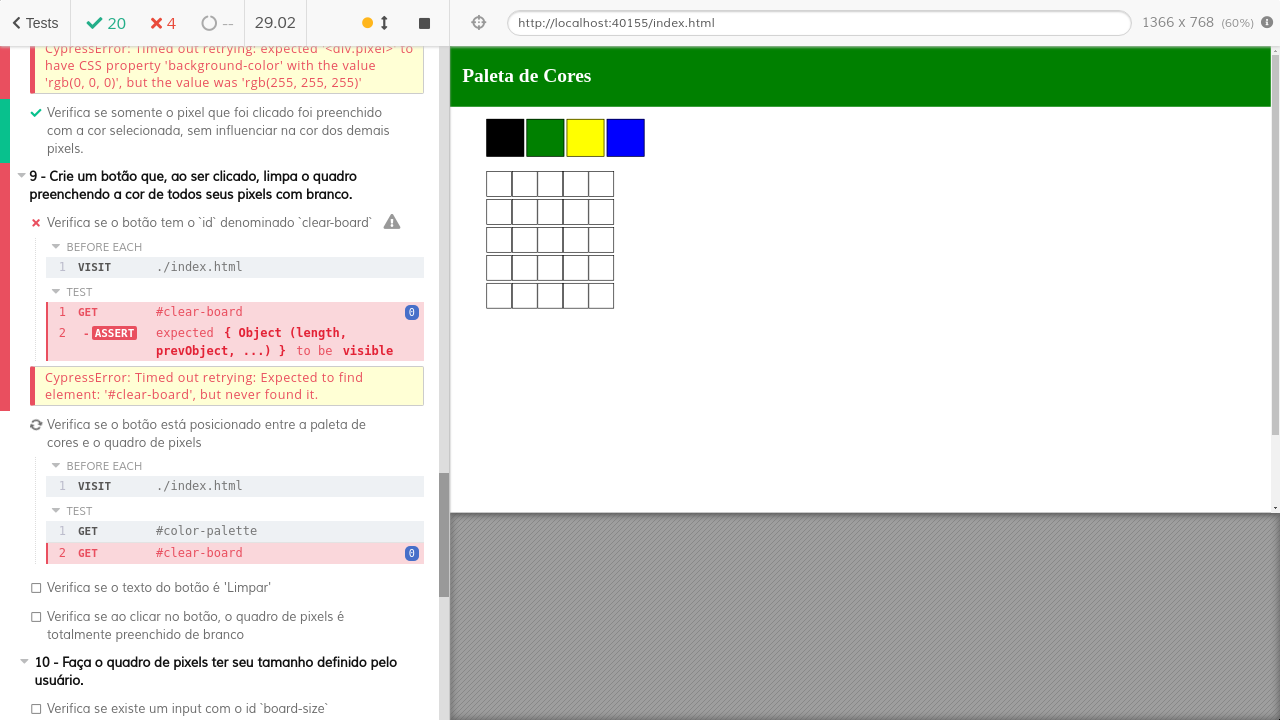 Tests 20 4 -- 29.02 http://localhost:40155/index.html 1366 x 768 (60%)
CypressError: Timed out retrying: expected '<div.pixel>' to
have CSS property 'background-color' with the value
'rgb(0, 0, 0)', but the value was 'rgb(255, 255, 255)'
Verifica se somente o pixel que foi clicado foi preenchido
com a cor selecionada, sem influenciar na cor dos demais
pixels.
9 - Crie um botão que, ao ser clicado, limpa o quadro
preenchendo a cor de todos seus pixels com branco.
Verifica se o botão tem o `id` denominado `clear-board`
BEFORE EACH
1 VISIT ./index.html
TEST
1 GET #clear-board 0
2 -ASSERT expected { Object (length,
prevObject, ...) } to be visible
CypressError: Timed out retrying: Expected to find
element: '#clear-board', but never found it.
Verifica se o botão está posicionado entre a paleta de
cores e o quadro de pixels
BEFORE EACH
1 VISIT ./index.html
TEST
1 GET #color-palette
2 GET #clear-board 0
Verifica se o texto do botão é 'Limpar'
Verifica se ao clicar no botão, o quadro de pixels é
totalmente preenchido de branco
10 - Faça o quadro de pixels ter seu tamanho definido pelo
usuário.
Verifica se existe um input com o id `board-size`
Paleta de Cores